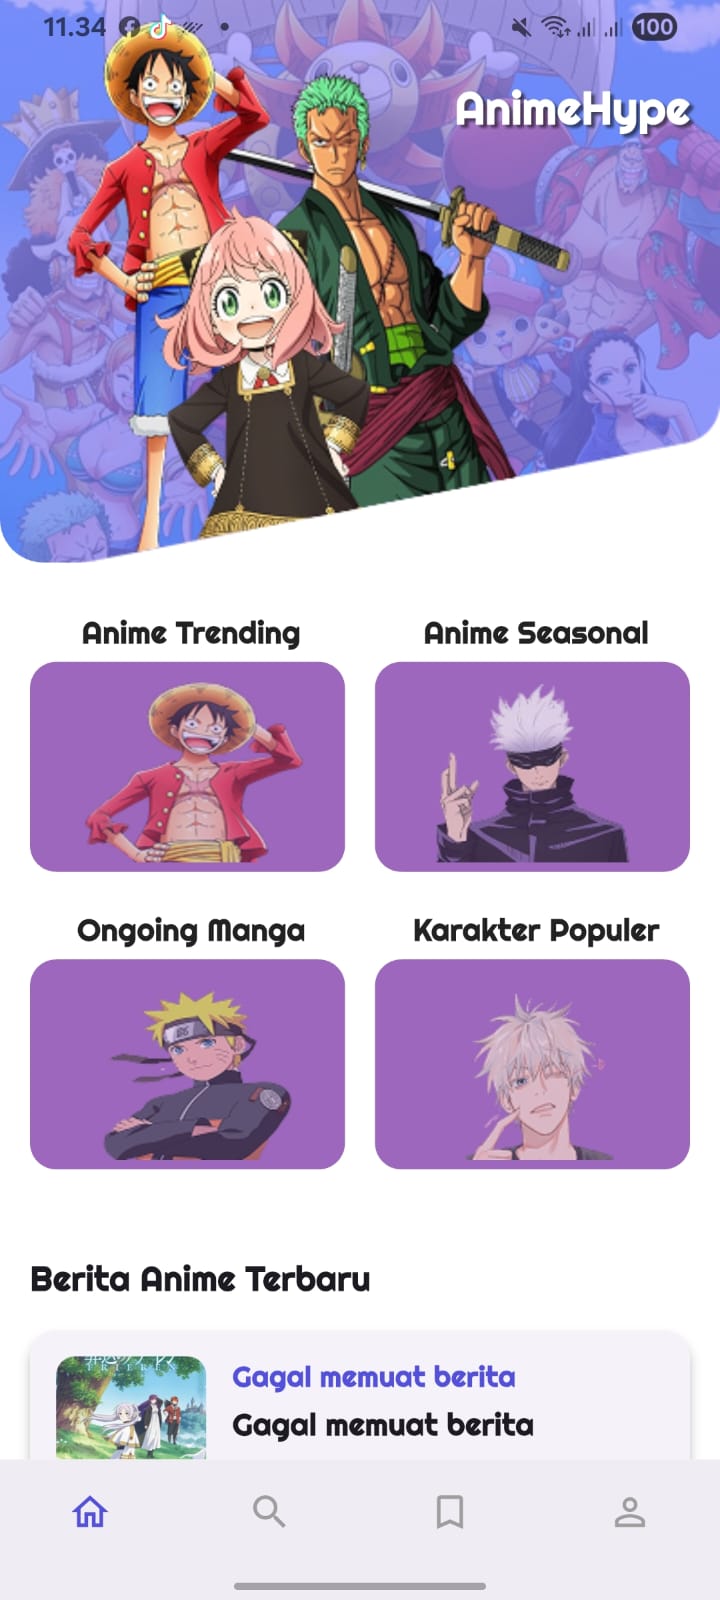 11.34
100
AnimeHype
Anime Trending
Anime Seasonal
Ongoing Manga
Karakter Populer
Berita Anime Terbaru
FRIEREN
Gagal memuat berita
Gagal memuat berita